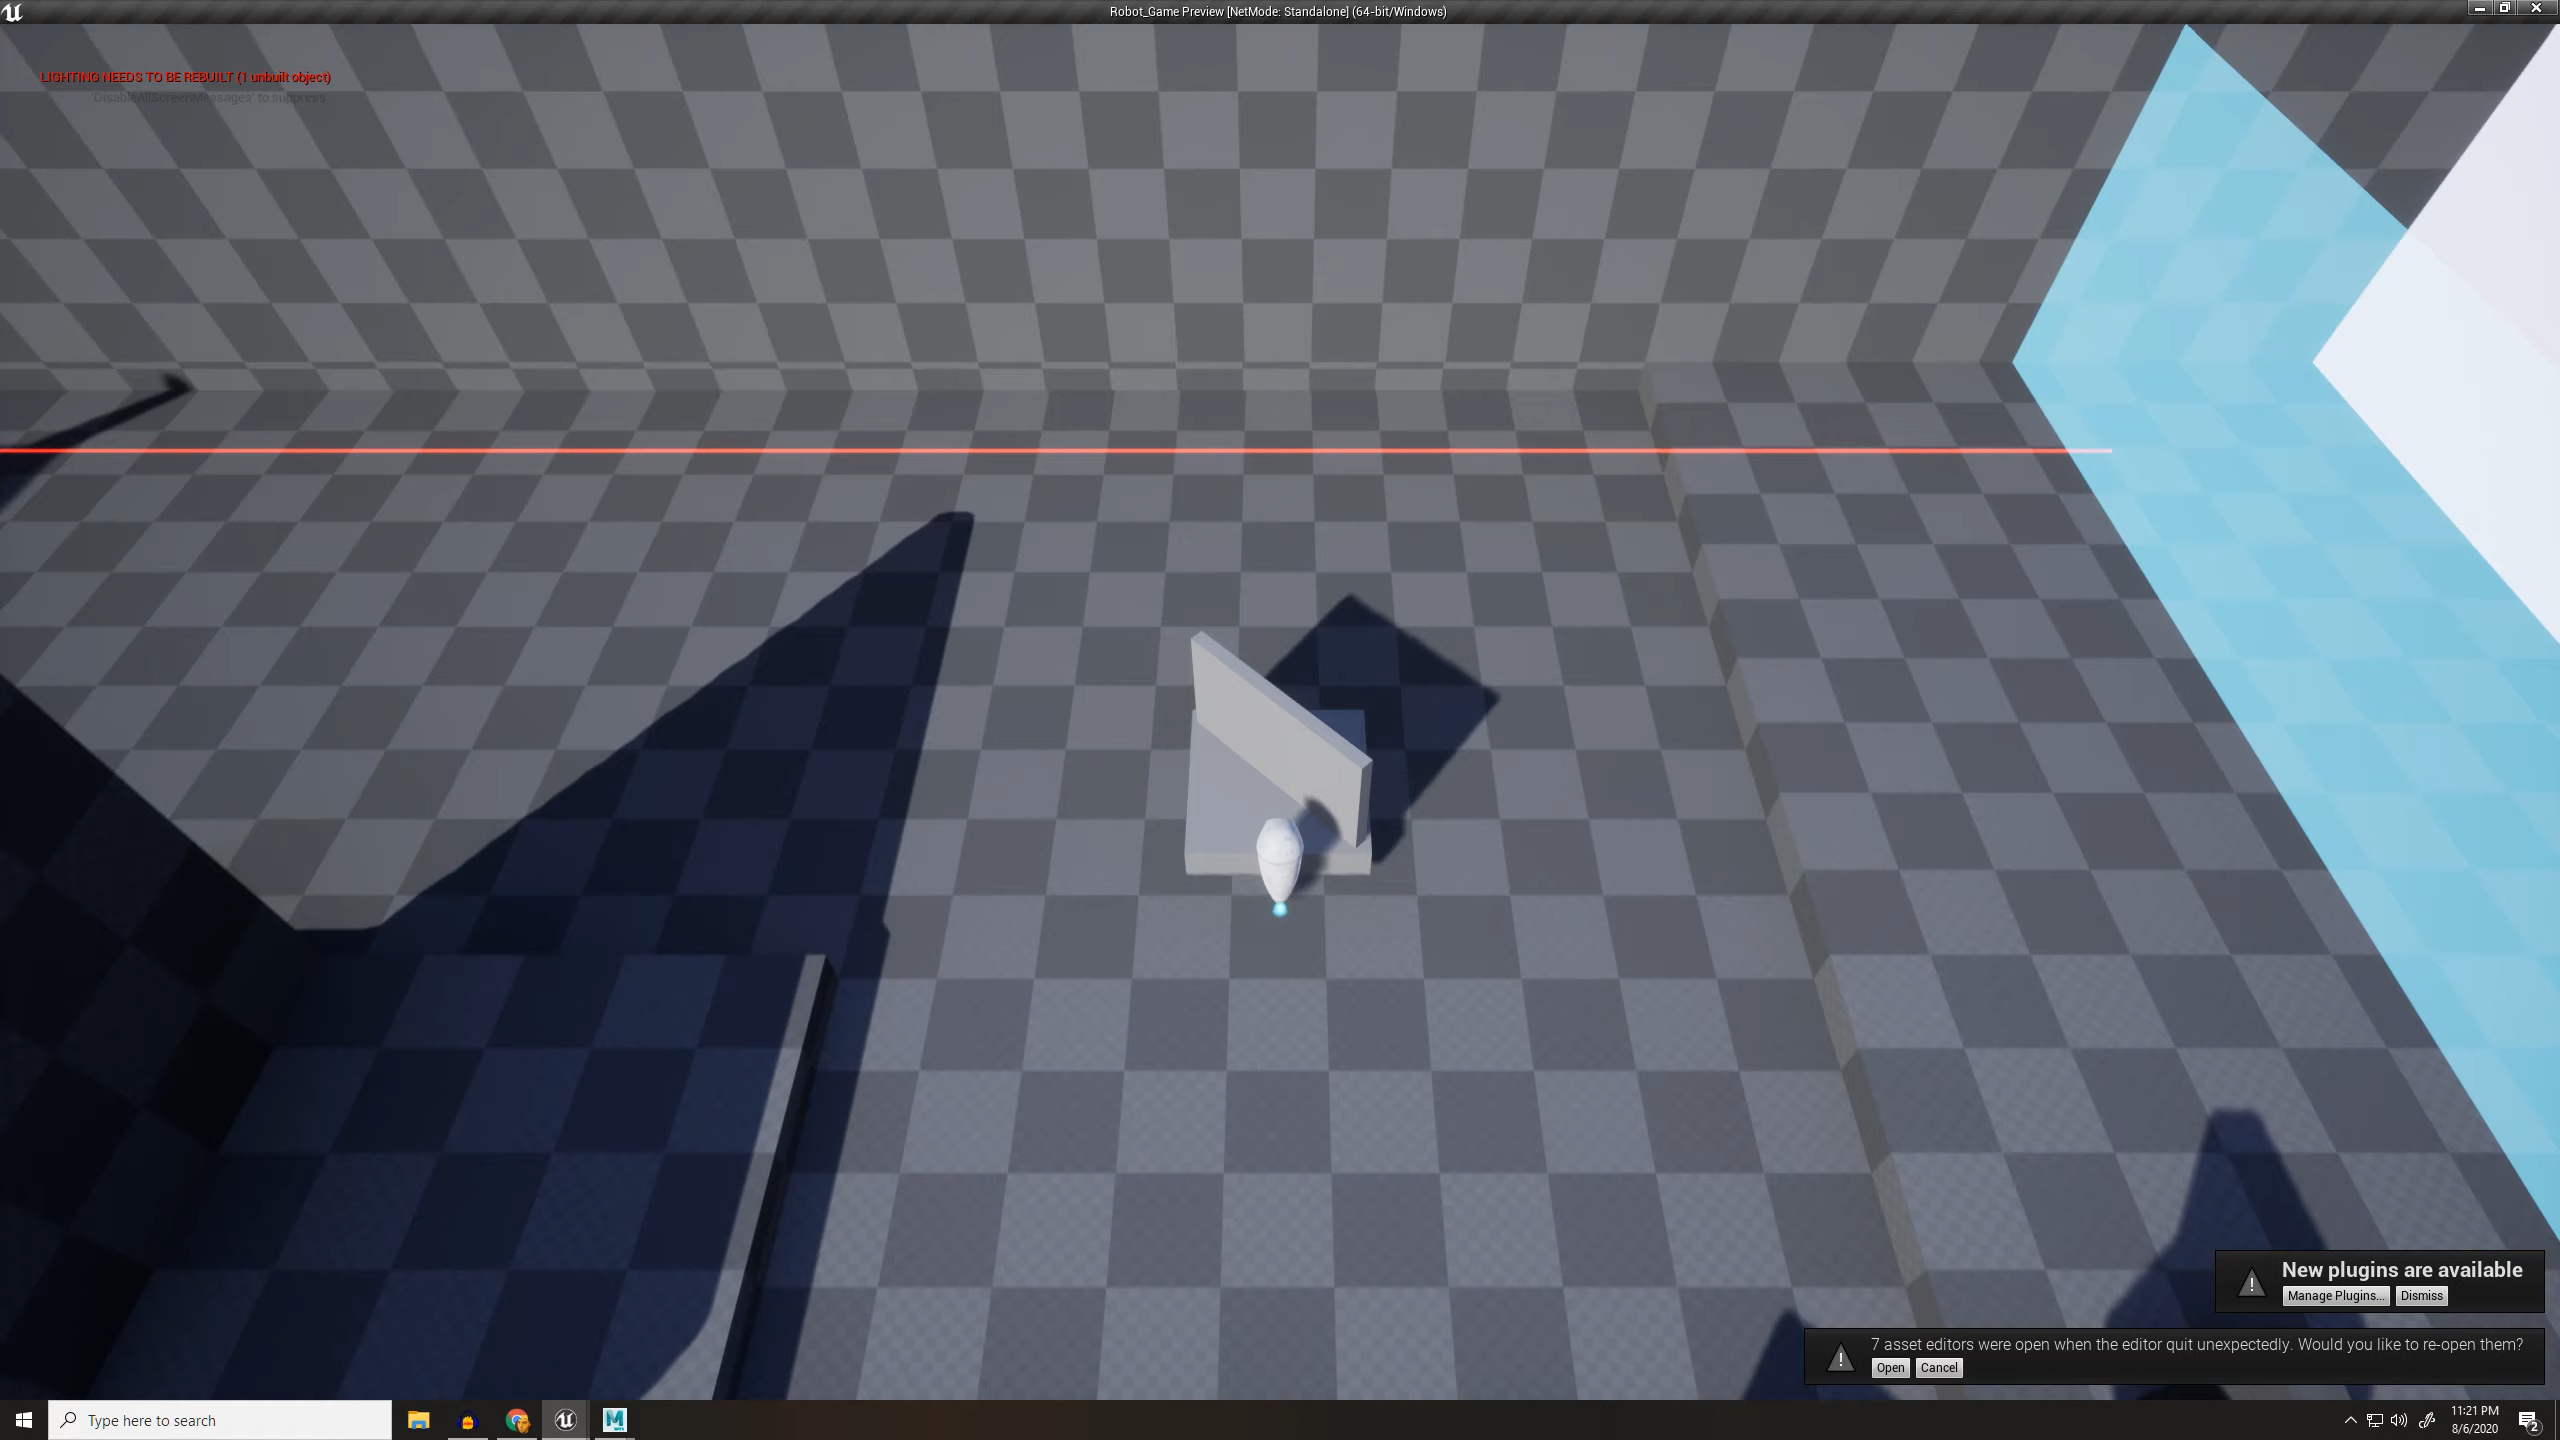 Robot_Game Preview [NetMode: Standalone] (64-bit/Windows)
LIGHTING NEEDS TO BE REBUILT (1 unbuilt object)
'DisableAllScreenMessages' to suppress
New plugins are available
Manage Plugins... Dismiss
7 asset editors were open when the editor quit unexpectedly. Would you like to re-open them?
Open Cancel
Type here to search
11:21 PM
8/6/2020
2